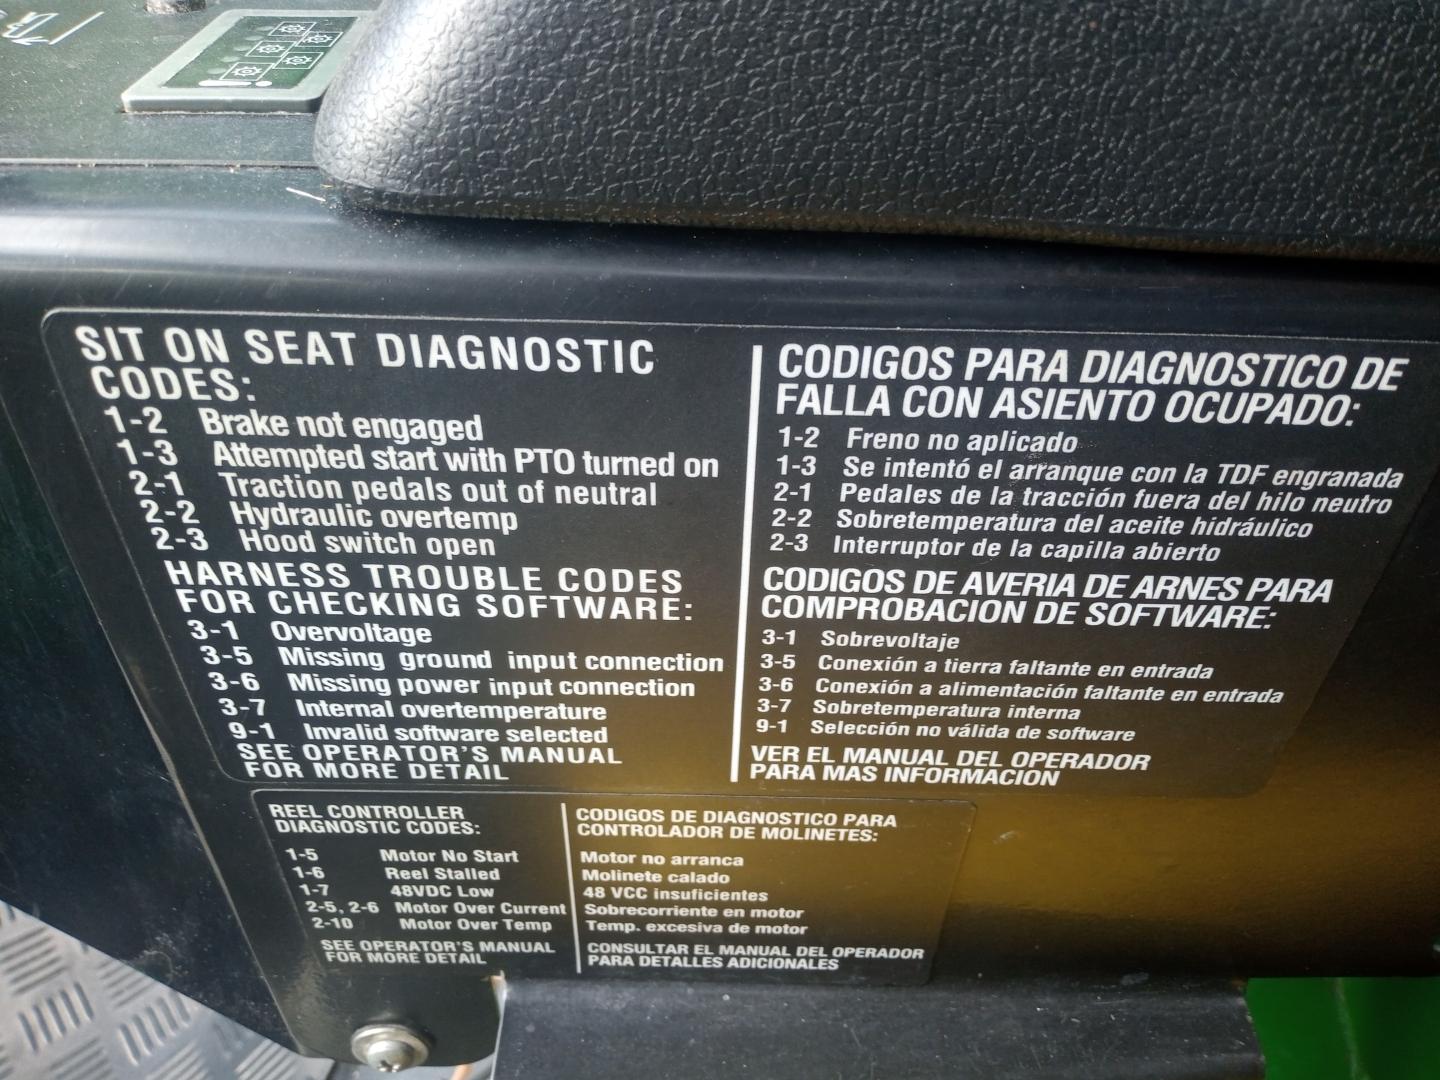 SIT ON SEAT DIAGNOSTIC
CODES:
1-2 Brake not engaged
1-3 Attempted start with PTO turned on
2-1 Traction pedals out of neutral
2-2 Hydraulic overtemp
2-3 Hood switch open
HARNESS TROUBLE CODES
FOR CHECKING SOFTWARE:
3-1 Overvoltage
3-5 Missing ground input connection
3-6 Missing power input connection
3-7 Internal overtemperature
9-1 Invalid software selected
SEE OPERATOR'S MANUAL
FOR MORE DETAIL
CODIGOS PARA DIAGNOSTICO DE
FALLA CON ASIENTO OCUPADO:
1-2 Freno no aplicado
1-3 Se intentó el arranque con la TDF engranada
2-1 Pedales de la tracción fuera del hilo neutro
2-2 Sobretemperatura del aceite hidráulico
2-3 Interruptor de la capilla abierto
CODIGOS DE AVERIA DE ARNES PARA
COMPROBACION DE SOFTWARE:
3-1 Sobrevoltaje
3-5 Conexión a tierra faltante en entrada
3-6 Conexión a alimentación faltante en entrada
3-7 Sobretemperatura interna
9-1 Selección no válida de software
VER EL MANUAL DEL OPERADOR
PARA MAS INFORMACION
REEL CONTROLLER
DIAGNOSTIC CODES:
1-5 Motor No Start
1-6 Reel Stalled
1-7 48VDC Low
2-5, 2-6 Motor Over Current
2-10 Motor Over Temp
SEE OPERATOR'S MANUAL
FOR MORE DETAIL
CODIGOS DE DIAGNOSTICO PARA
CONTROLADOR DE MOLINETES:
Motor no arranca
Molinete calado
48 VCC insuficientes
Sobrecorriente en motor
Temp. excesiva de motor
CONSULTAR EL MANUAL DEL OPERADOR
PARA DETALLES ADICIONALES